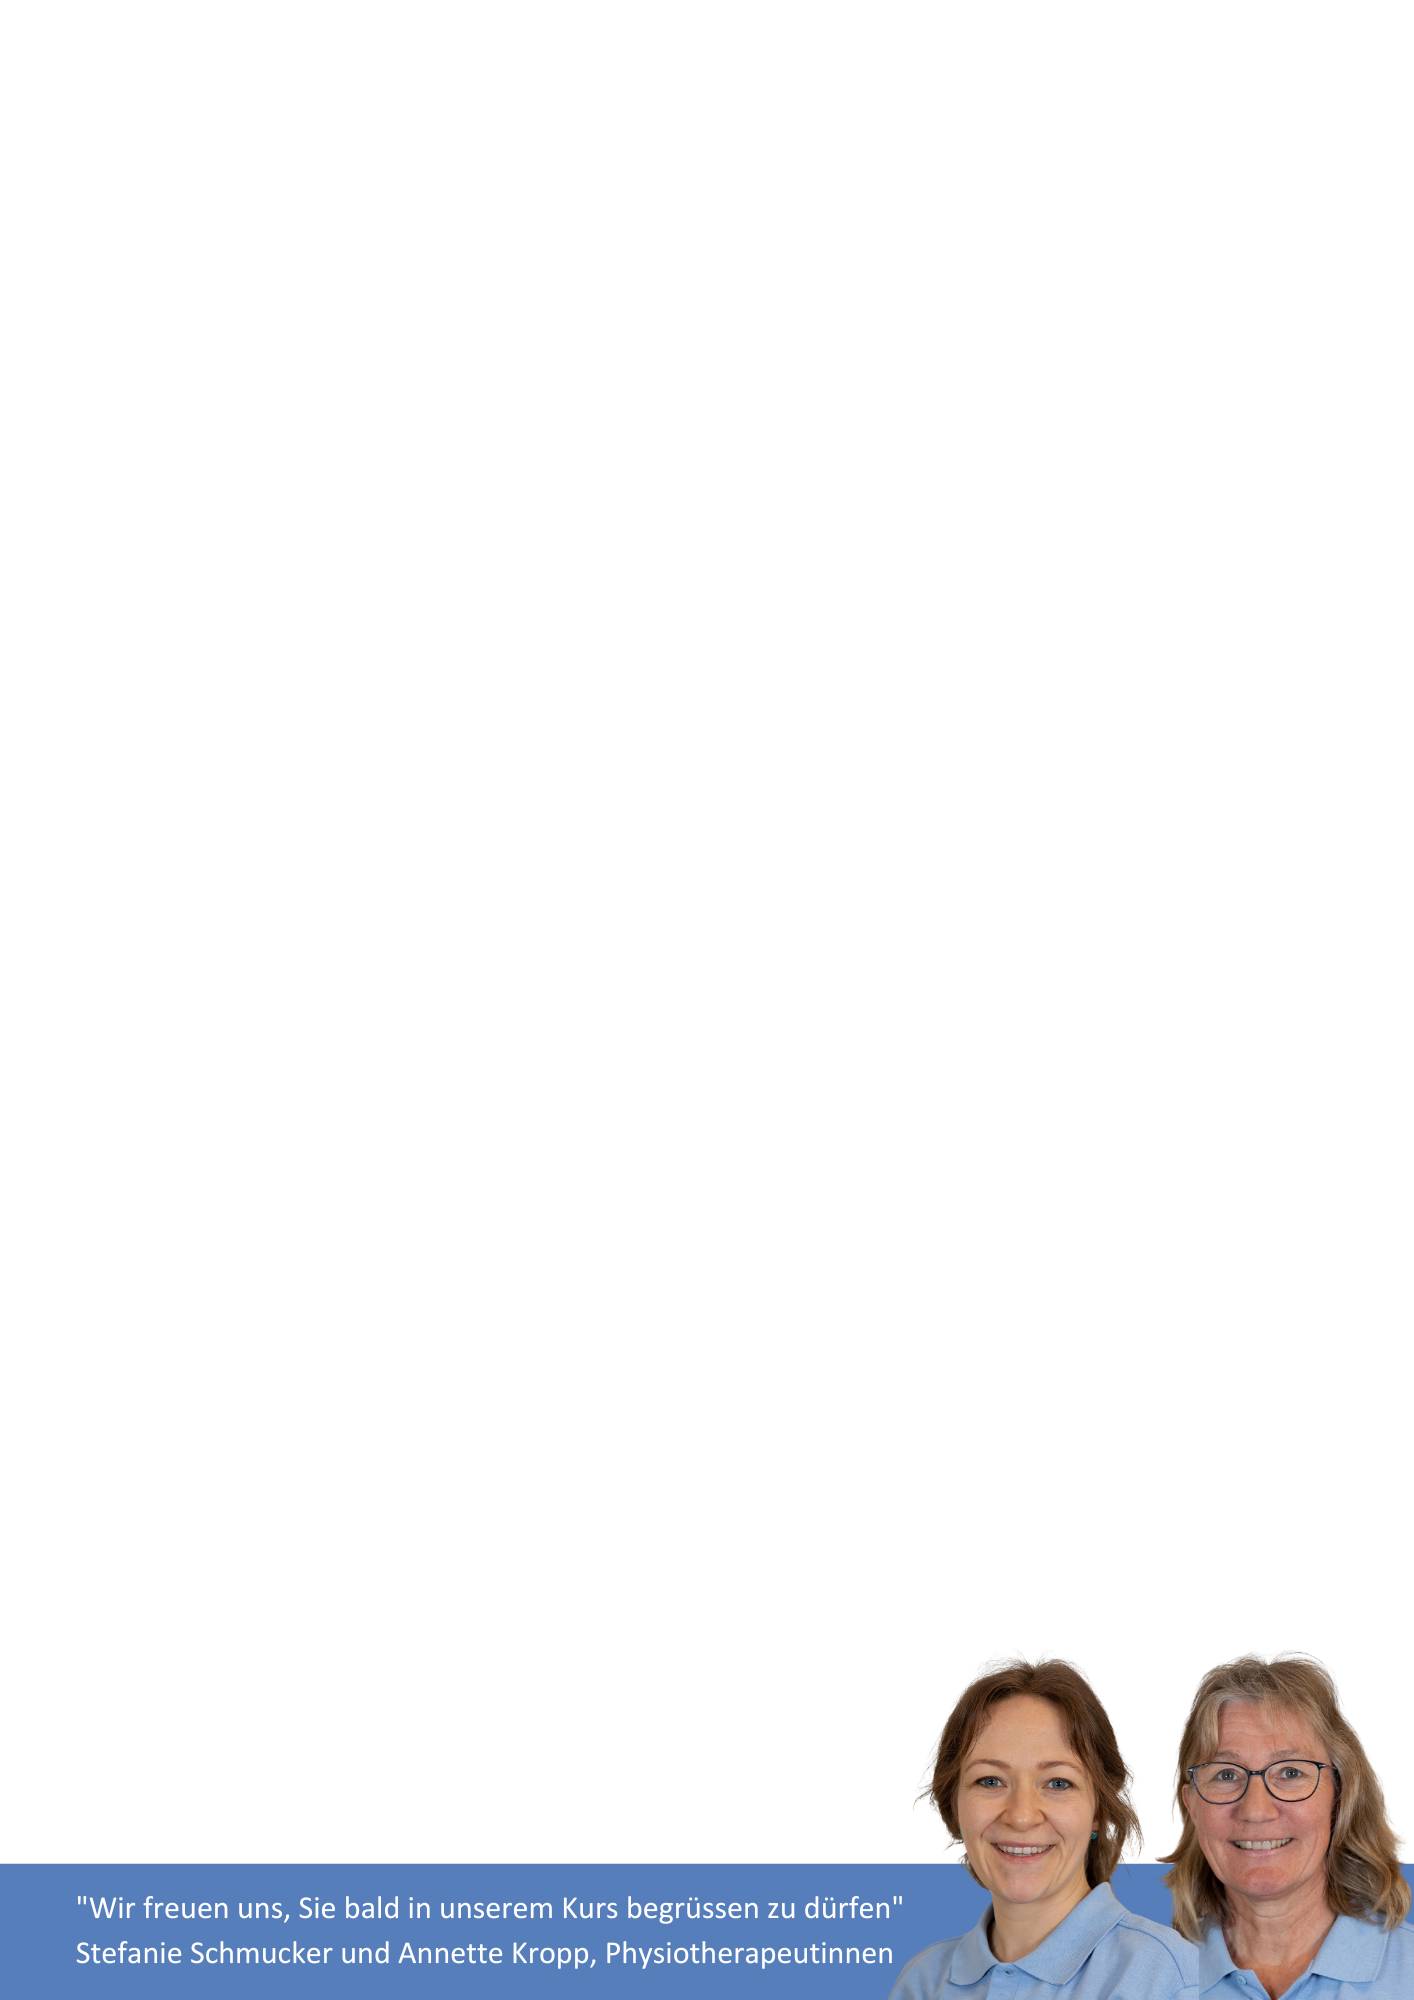 "Wir freuen uns, Sie bald in unserem Kurs begrüssen zu dürfen"
Stefanie Schmucker und Annette Kropp, Physiotherapeutinnen